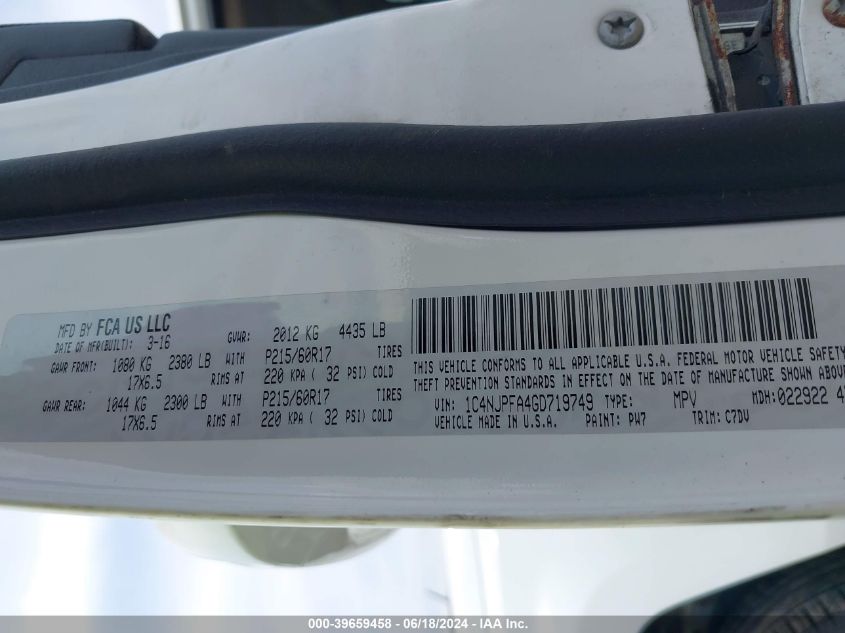 MFD BY FCA US LLC
DATE OF MFR(BUILT): 3-16 GVWR: 2012 KG 4435 LB
GAWR FRONT: 1080 KG 2380 LB WITH P215/60R17 TIRES
17X6.5 RIMS AT 220 KPA ( 32 PSI) COLD
GAWR REAR: 1044 KG 2300 LB WITH P215/60R17 TIRES
17X6.5 RIMS AT 220 KPA ( 32 PSI) COLD
THIS VEHICLE CONFORMS TO ALL APPLICABLE U.S.A. FEDERAL MOTOR VEHICLE SAFETY
THEFT PREVENTION STANDARDS IN EFFECT ON THE DATE OF MANUFACTURE SHOWN ABOVE
VIN: 1C4NJPFA4GD719749 TYPE: MPV MDH: 022922
VEHICLE MADE IN U.S.A. PAINT: PW7 TRIM: C7DV
000-39659458 - 06/18/2024 - IAA Inc.